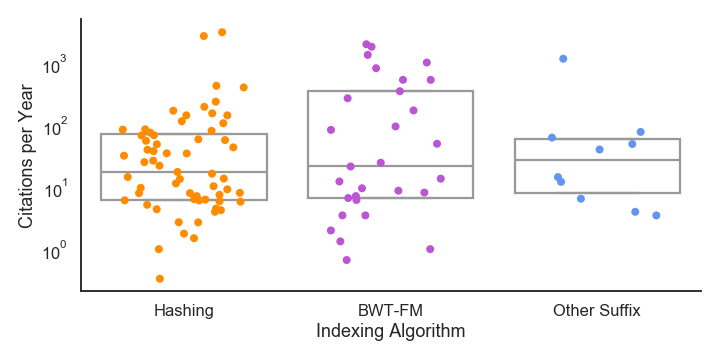 Citations per Year
10³
10²
10¹
10⁰
Hashing
BWT-FM
Other Suffix
Indexing Algorithm